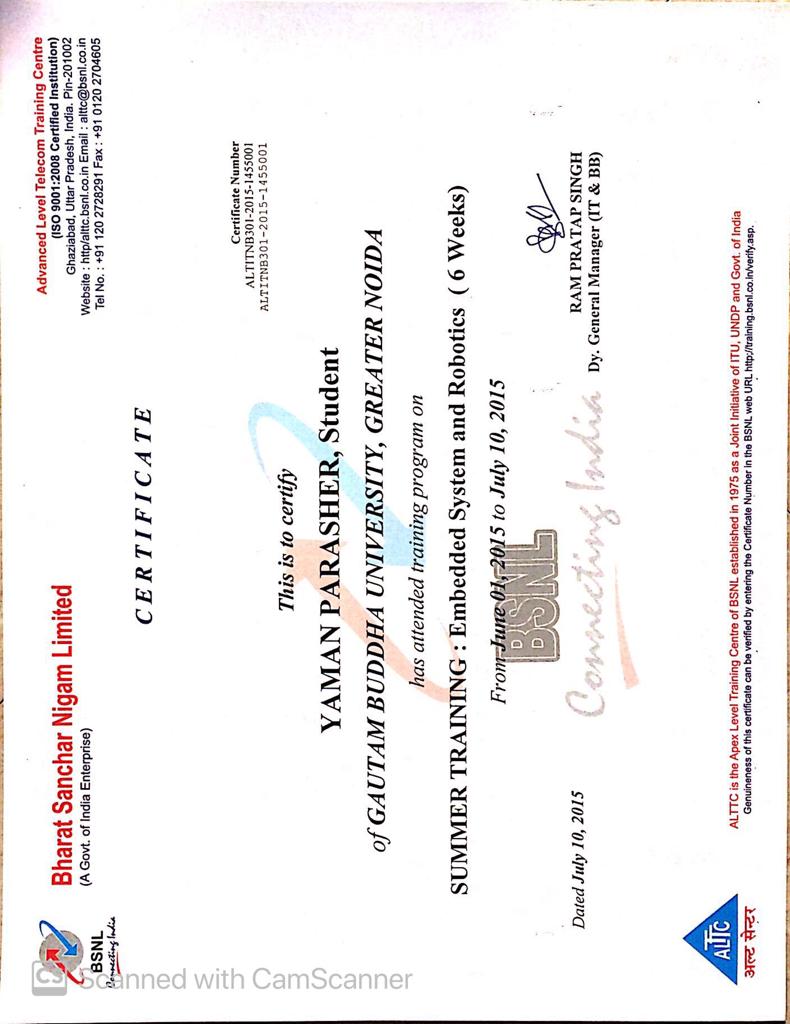 BSNL
Connecting India
Bharat Sanchar Nigam Limited
(A Govt. of India Enterprise)
Advanced Level Telecom Training Centre
(ISO 9001:2008 Certified Institution)
Ghaziabad, Uttar Pradesh, India. Pin-201002
Website : http/alttc.bsnl.co.in Email : alttc@bsnl.co.in
Tel No. : +91 120 2728291 Fax : +91 0120 2704605
CERTIFICATE
Certificate Number
ALTITNB301-2015-1455001
ALTITNB301-2015-1455001
This is to certify
YAMAN PARASHER, Student
of GAUTAM BUDDHA UNIVERSITY, GREATER NOIDA
has attended training program on
SUMMER TRAINING : Embedded System and Robotics ( 6 Weeks)
From June 01, 2015 to July 10, 2015
BSNL
Connecting India
Dated July 10, 2015
RAM PRATAP SINGH
Dy. General Manager (IT & BB)
ALTTC
अल्ट सेन्टर
ALTTC is the Apex Level Training Centre of BSNL established in 1975 as a Joint Initiative of ITU, UNDP and Govt. of India
Genuineness of this certificate can be verified by entering the Certificate Number in the BSNL web URL http://training.bsnl.co.in/verify.asp.
CS Scanned with CamScanner